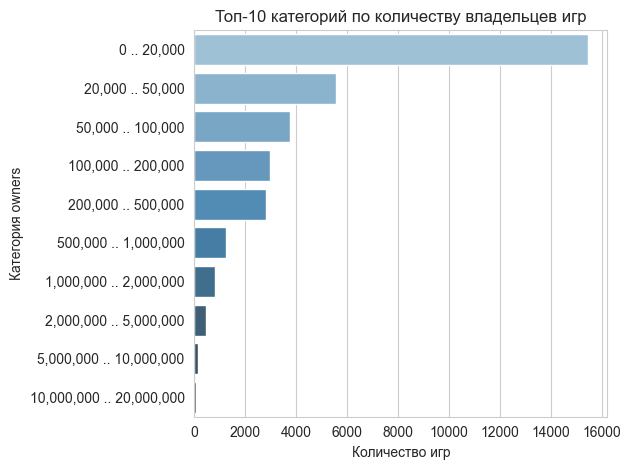 Топ-10 категорий по количеству владельцев игр
Категория owners
0 .. 20,000
20,000 .. 50,000
50,000 .. 100,000
100,000 .. 200,000
200,000 .. 500,000
500,000 .. 1,000,000
1,000,000 .. 2,000,000
2,000,000 .. 5,000,000
5,000,000 .. 10,000,000
10,000,000 .. 20,000,000
0 2000 4000 6000 8000 10000 12000 14000 16000
Количество игр